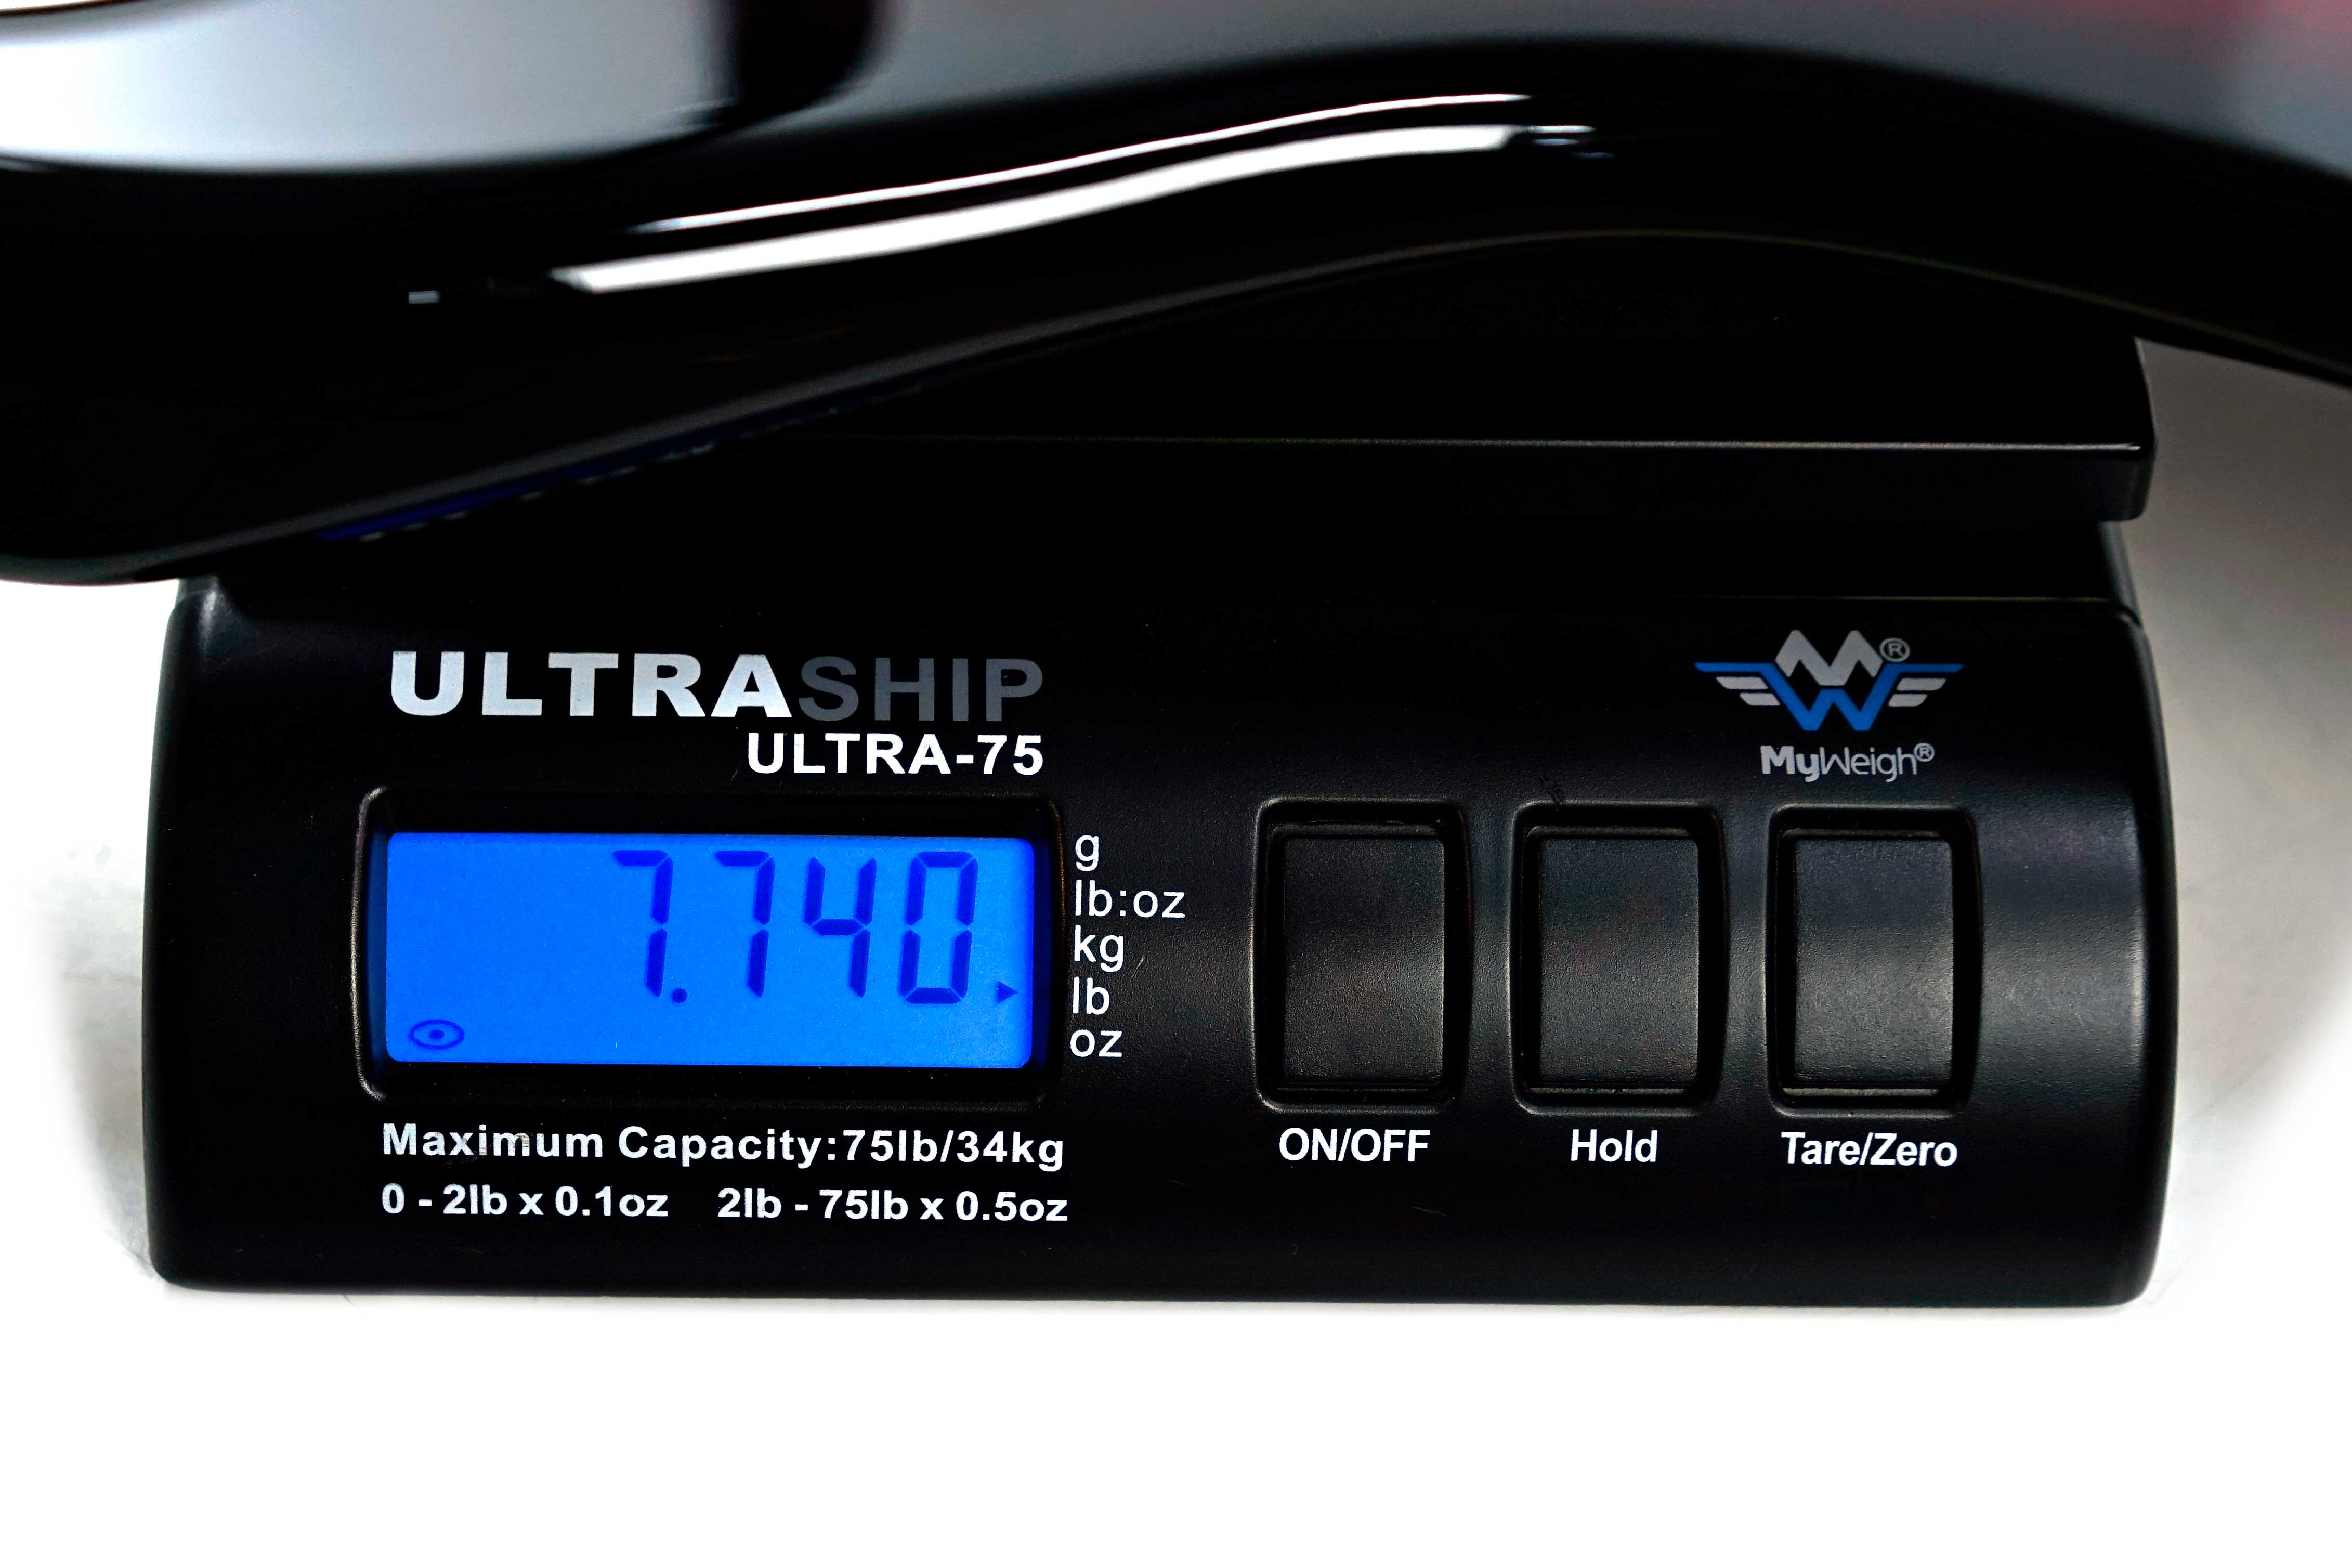 ULTRASHIP
ULTRA-75
MW®
MyWeigh®
7.740
g
lb:oz
kg
lb
oz
Maximum Capacity:75lb/34kg
0 - 2lb x 0.1oz 2lb - 75lb x 0.5oz
ON/OFF
Hold
Tare/Zero